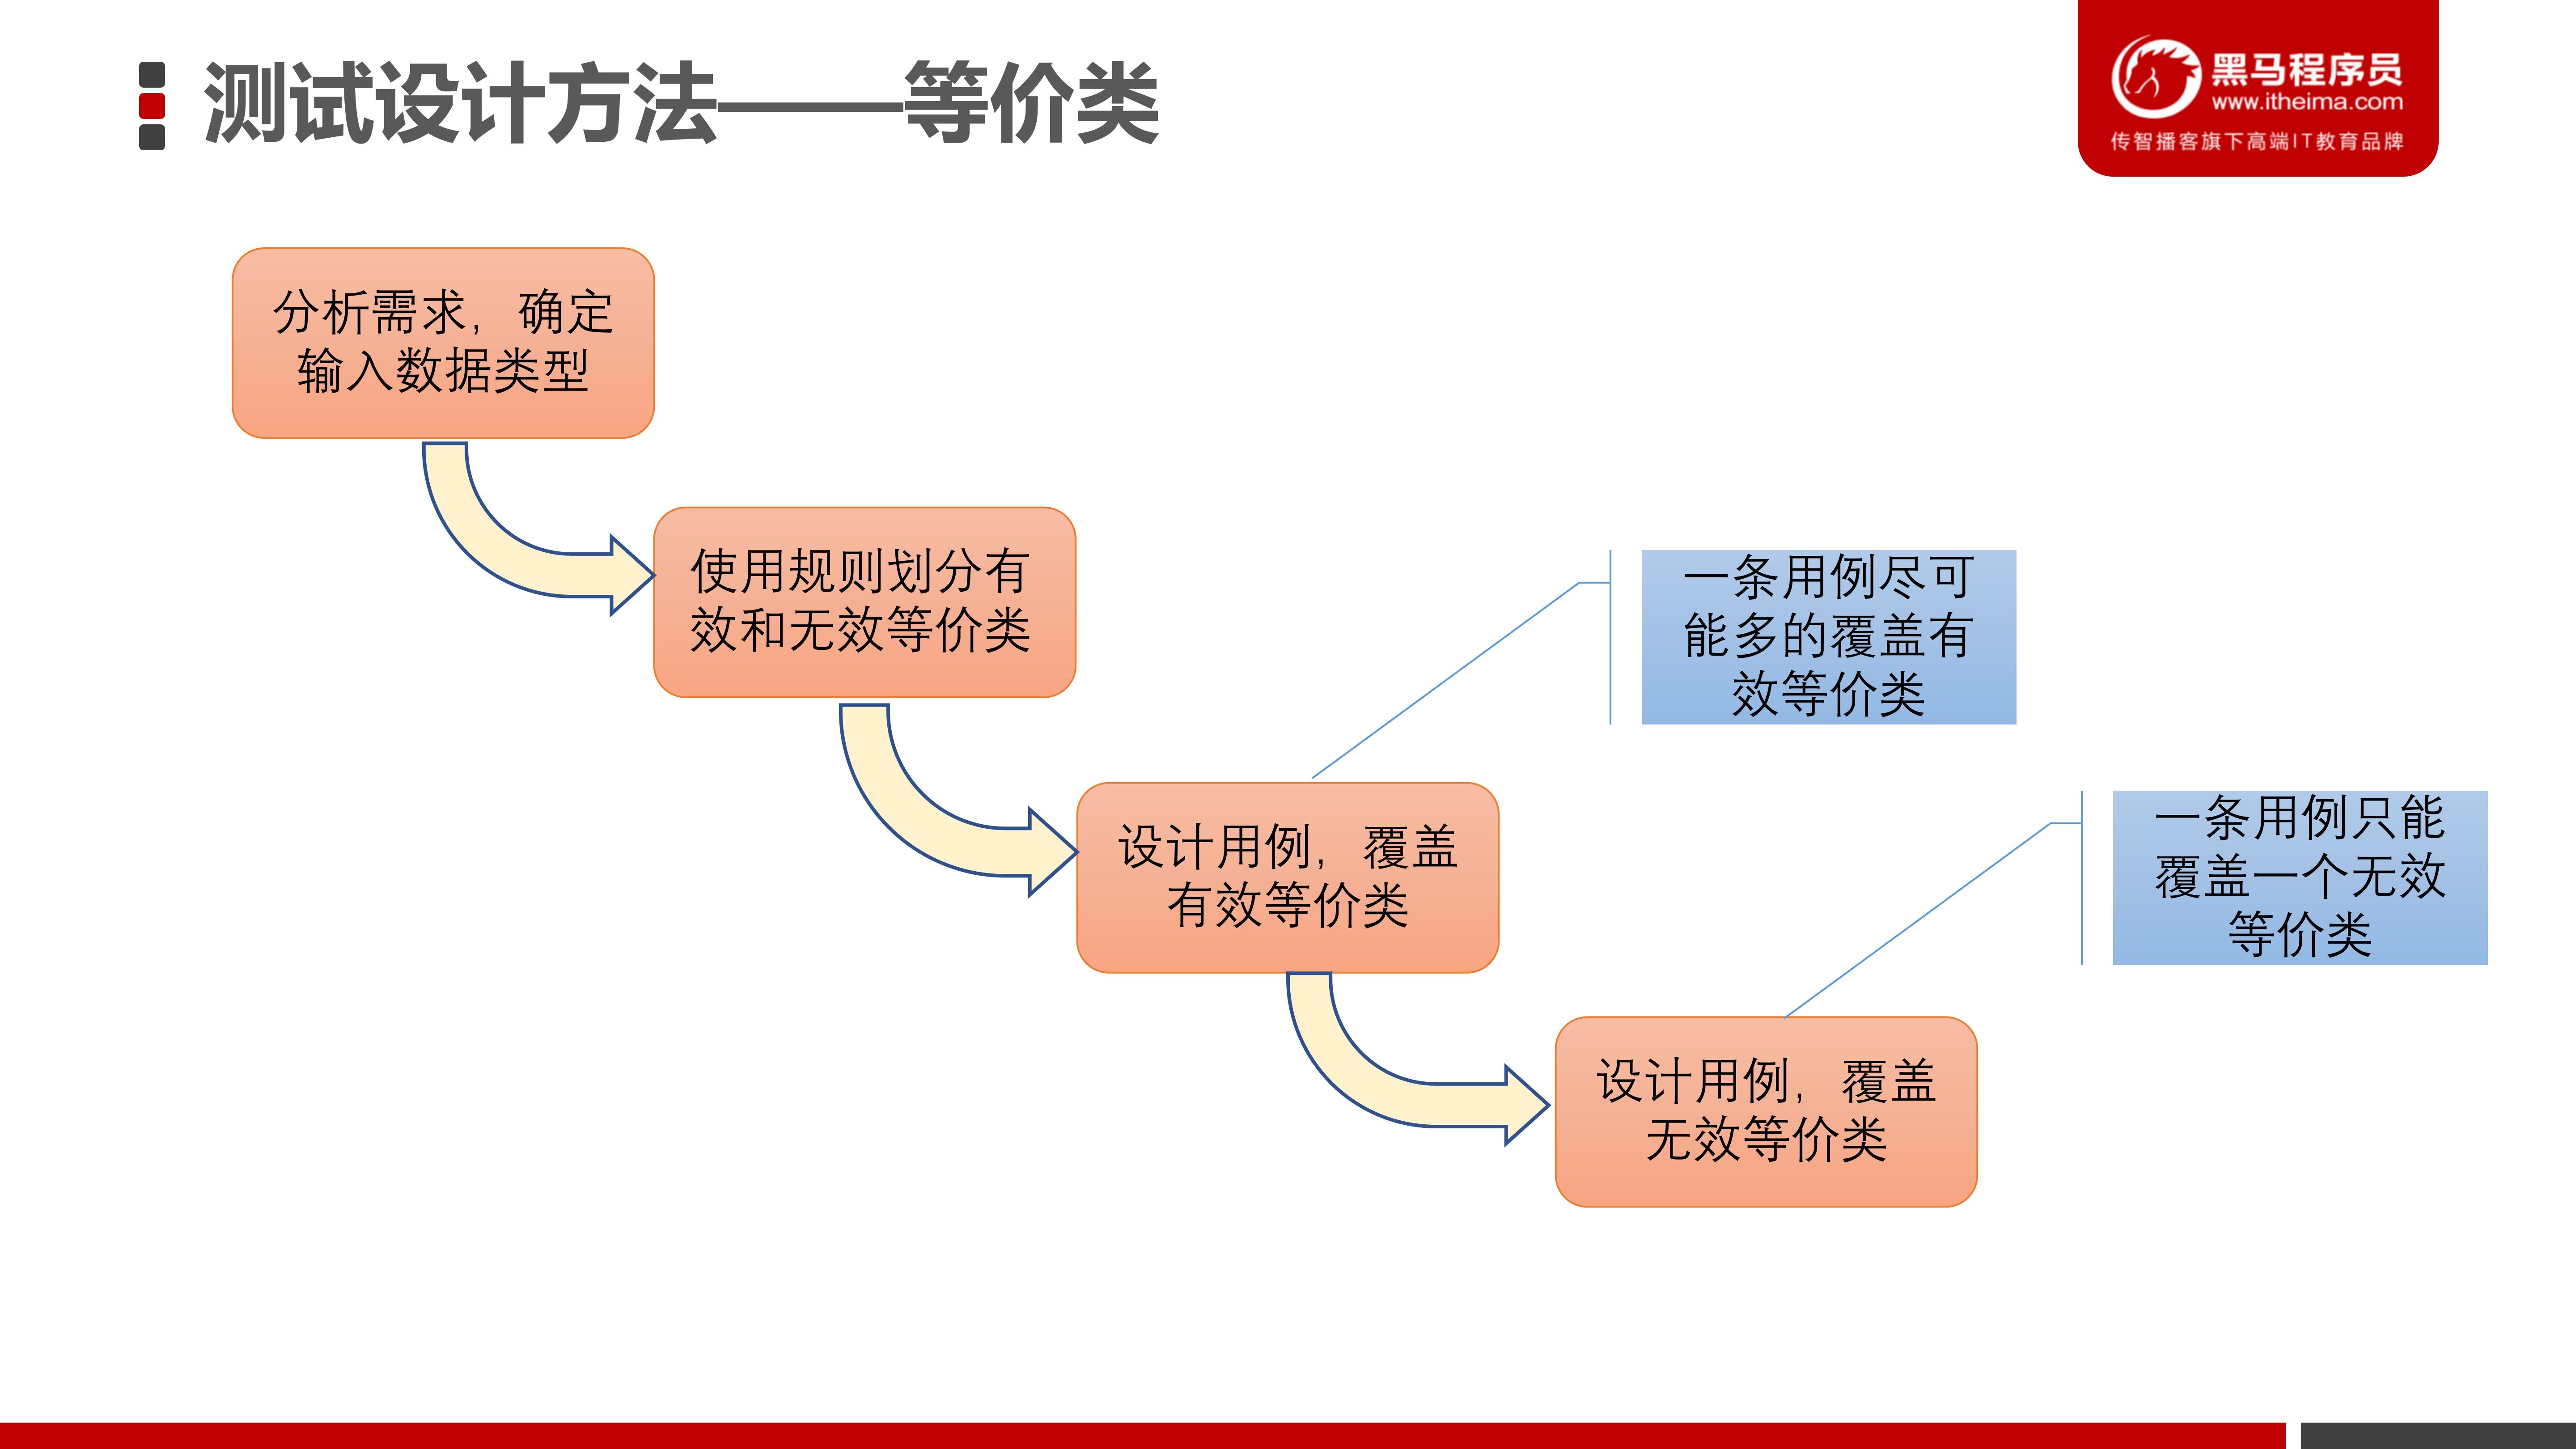 测试设计方法——等价类
黑马程序员
www.itheima.com
传智播客旗下高端IT教育品牌
分析需求，确定
输入数据类型
使用规则划分有
效和无效等价类
一条用例尽可
能多的覆盖有
效等价类
设计用例，覆盖
有效等价类
一条用例只能
覆盖一个无效
等价类
设计用例，覆盖
无效等价类